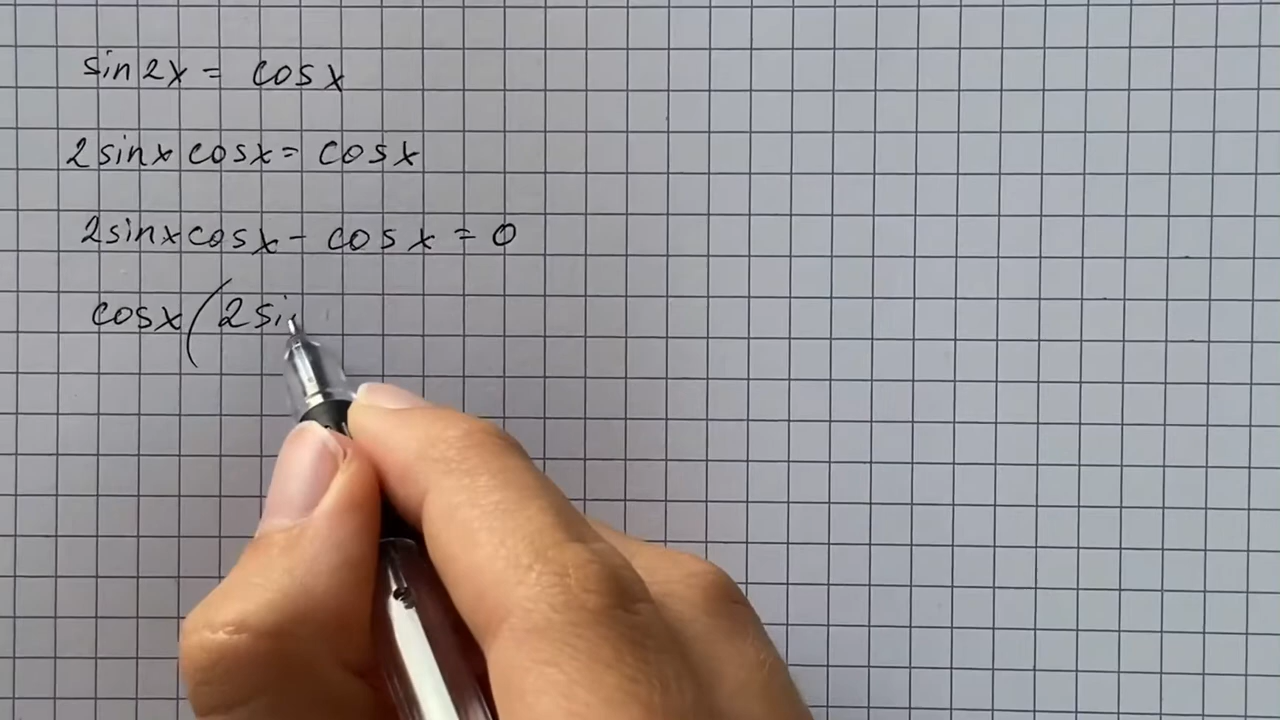 sin2x = cosx
2sinx cosx = cosx
2sinxcosx - cosx = 0
cosx(2si